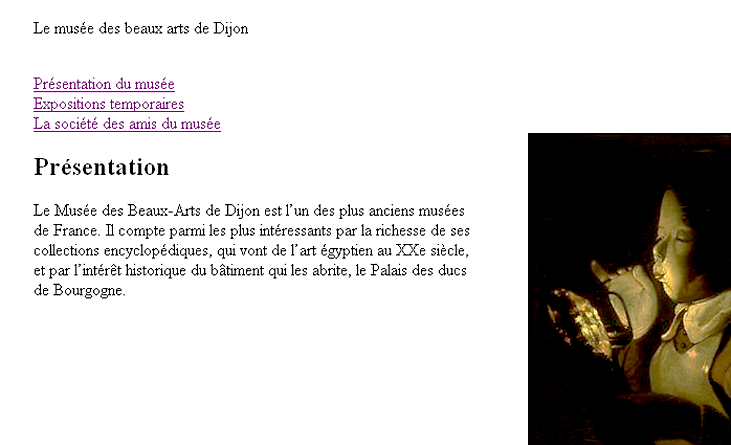 Le musée des beaux arts de Dijon
Présentation du musée
Expositions temporaires
La société des amis du musée
Présentation
Le Musée des Beaux-Arts de Dijon est l'un des plus anciens musées
de France. Il compte parmi les plus intéressants par la richesse de ses
collections encyclopédiques, qui vont de l'art égyptien au XXe siècle,
et par l'intérêt historique du bâtiment qui les abrite, le Palais des ducs
de Bourgogne.